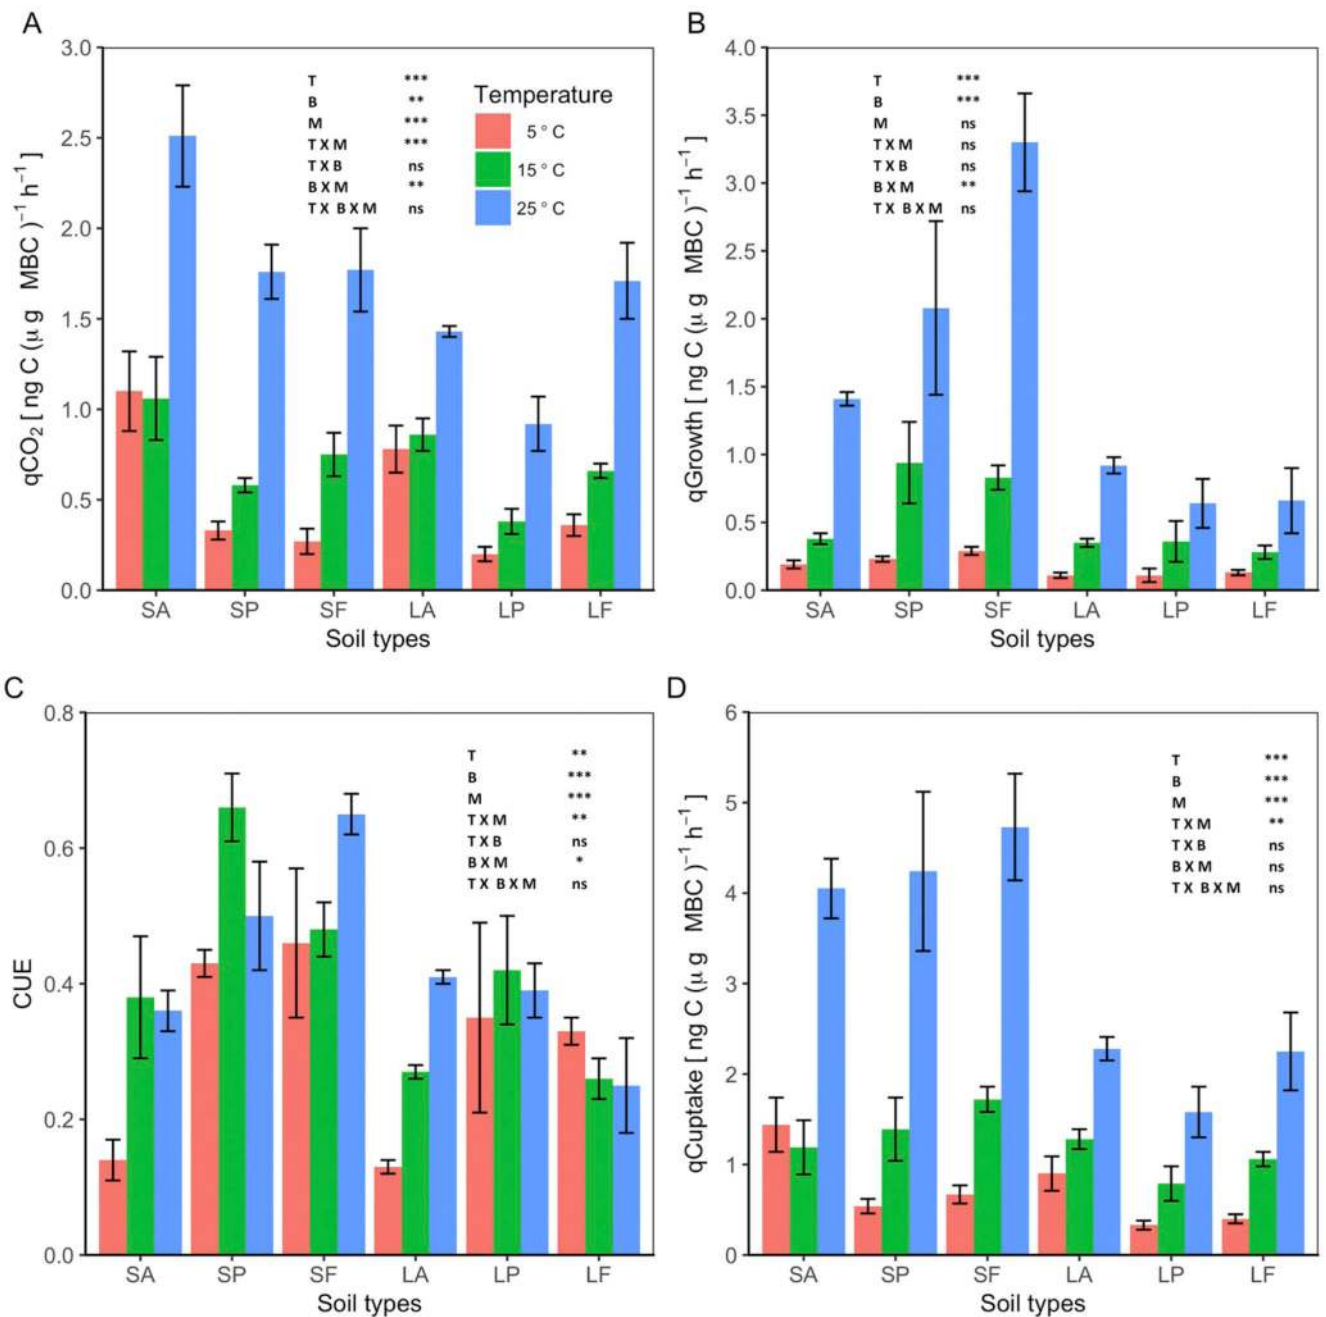 A
3.0
2.5
2.0
1.5
1.0
0.5
0.0
qCO₂ [ ng C (μ g MBC )⁻¹ h⁻¹ ]
T ***
B **
M ***
T X M ***
T X B ns
B X M **
T X B X M ns
Temperature
5 ° C
15 ° C
25 ° C
SA SP SF LA LP LF
Soil types
B
4.0
3.5
3.0
2.5
2.0
1.5
1.0
0.5
0.0
qGrowth [ ng C (μ g MBC )⁻¹ h⁻¹ ]
T ***
B ***
M ns
T X M ns
T X B ns
B X M **
T X B X M ns
SA SP SF LA LP LF
Soil types
C
0.8
0.6
0.4
0.2
0.0
CUE
T **
B ***
M ***
T X M **
T X B ns
B X M *
T X B X M ns
SA SP SF LA LP LF
Soil types
D
6
5
4
3
2
1
0
qCuptake [ ng C (μ g MBC )⁻¹ h⁻¹ ]
T ***
B ***
M ***
T X M **
T X B ns
B X M ns
T X B X M ns
SA SP SF LA LP LF
Soil types